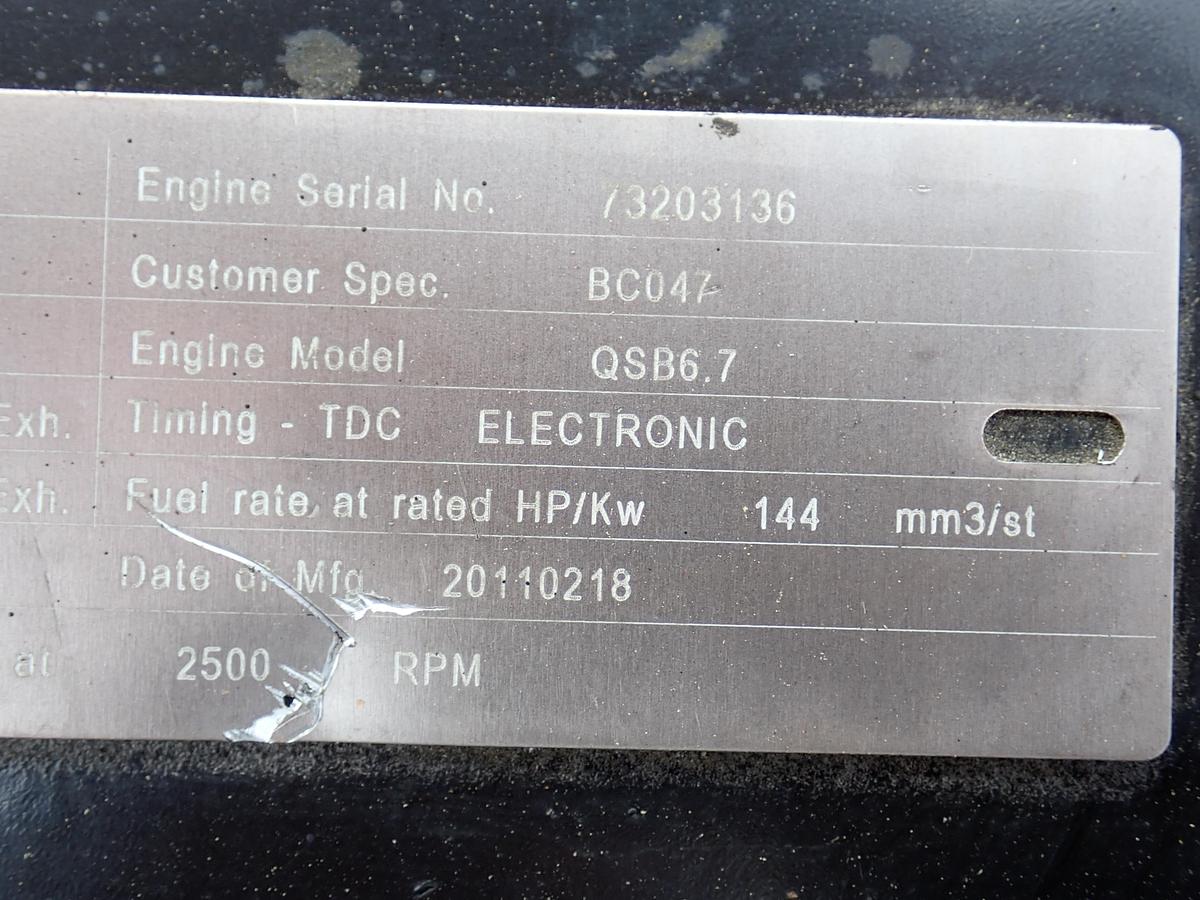 Engine Serial No. 73203136
Customer Spec. BC047
Engine Model QSB6.7
Exh. Timing - TDC ELECTRONIC
Exh. Fuel rate at rated HP/Kw 144 mm3/st
Date of Mfg 20110218
at 2500 RPM